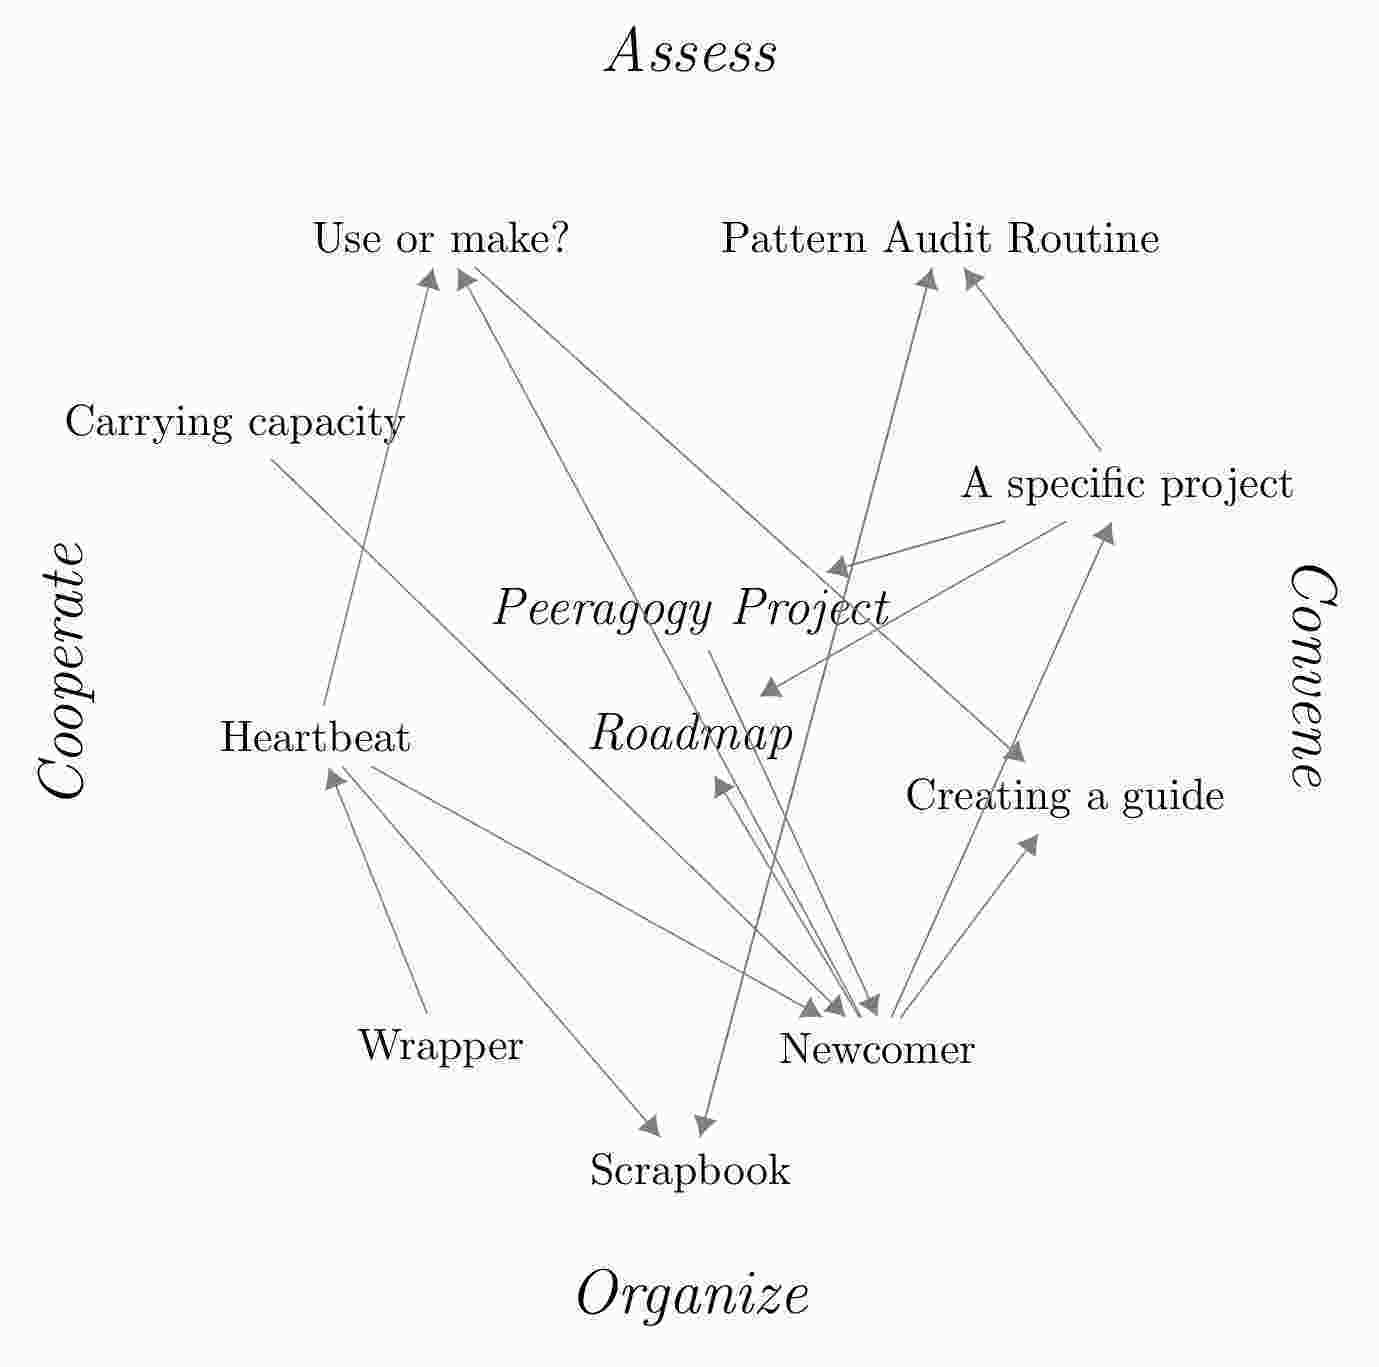 Assess
Use or make?
Pattern Audit Routine
Carrying capacity
A specific project
Cooperate
Convene
Peeragogy Project
Heartbeat
Roadmap
Creating a guide
Wrapper
Newcomer
Scrapbook
Organize